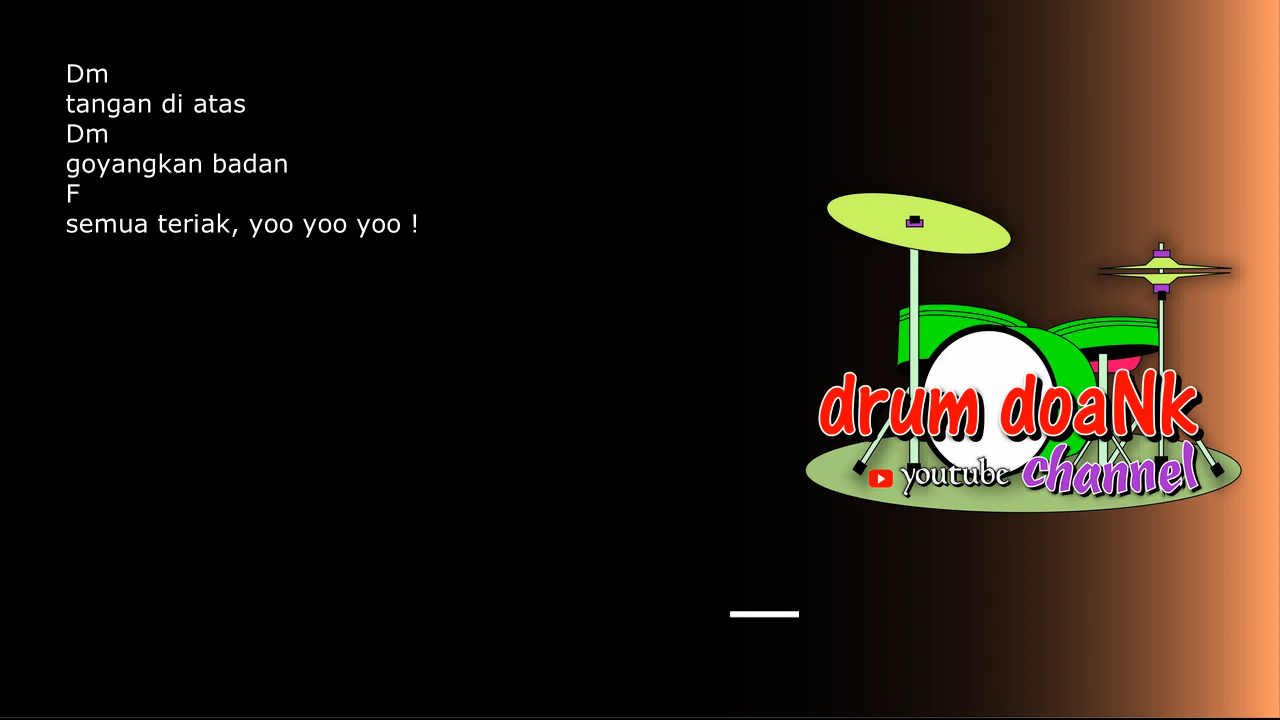 Dm
tangan di atas
Dm
goyangkan badan
F
semua teriak, yoo yoo yoo !
drum doaNk
youtube channel